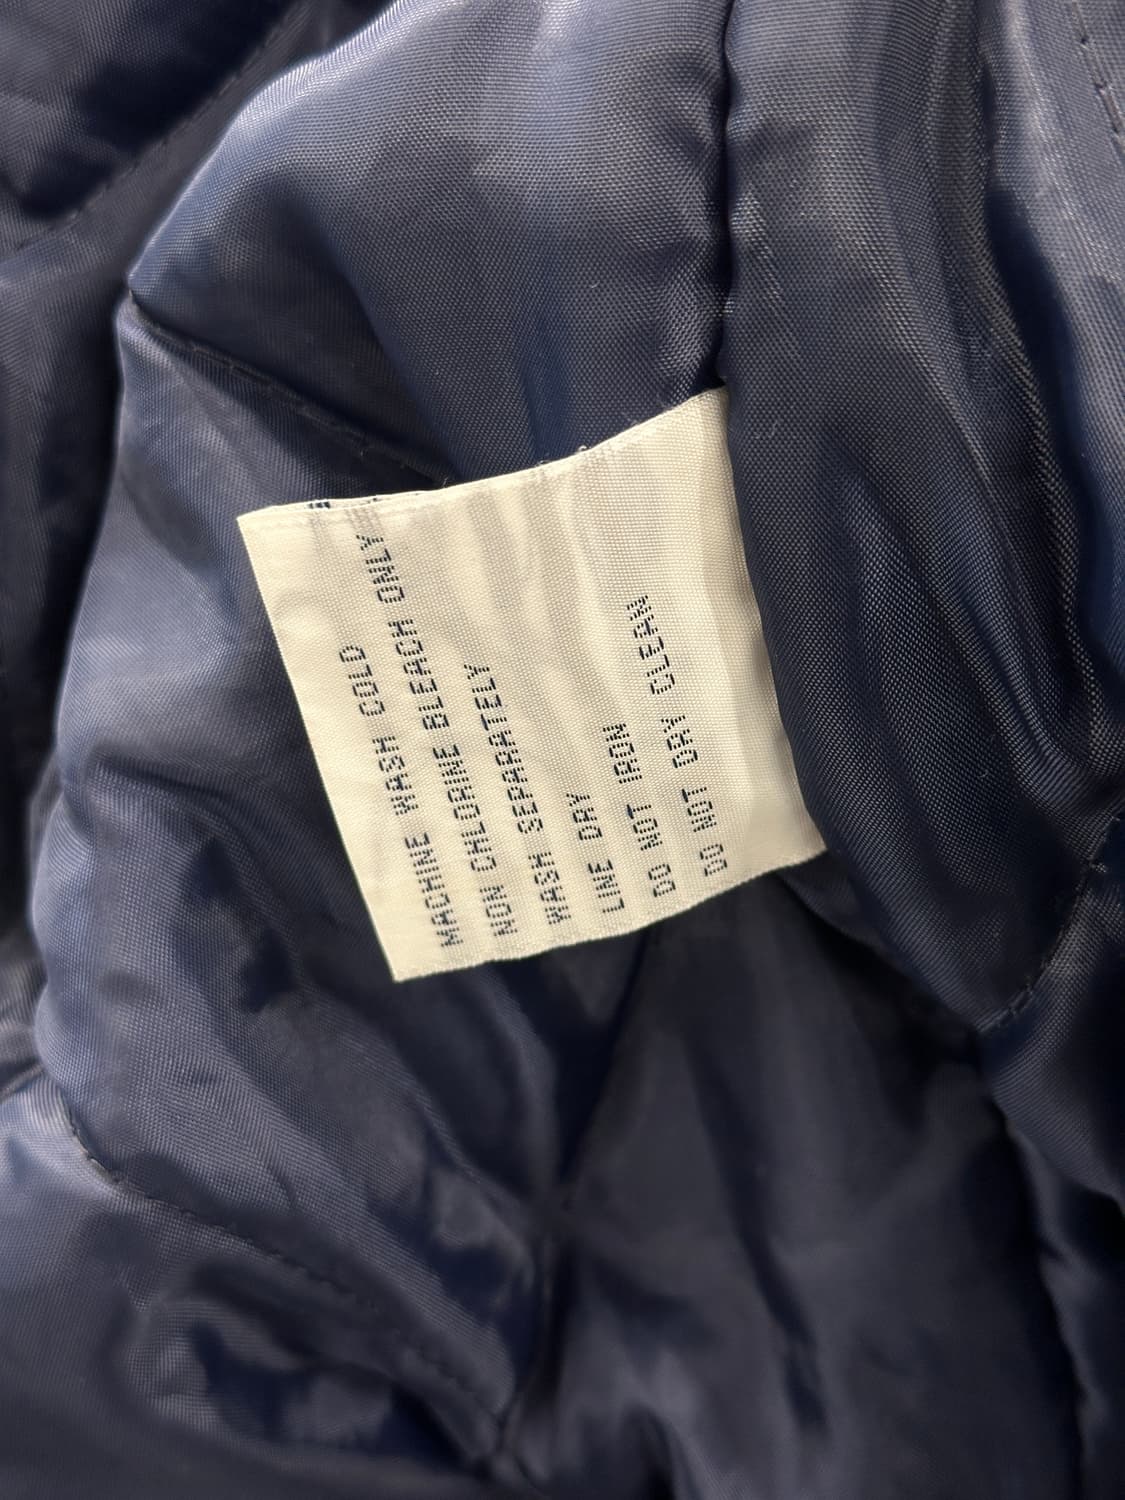 MACHINE WASH COLD
NON CHLORINE BLEACH ONLY
WASH SEPARATELY
LINE DRY
DO NOT IRON
DO NOT DRY CLEAN